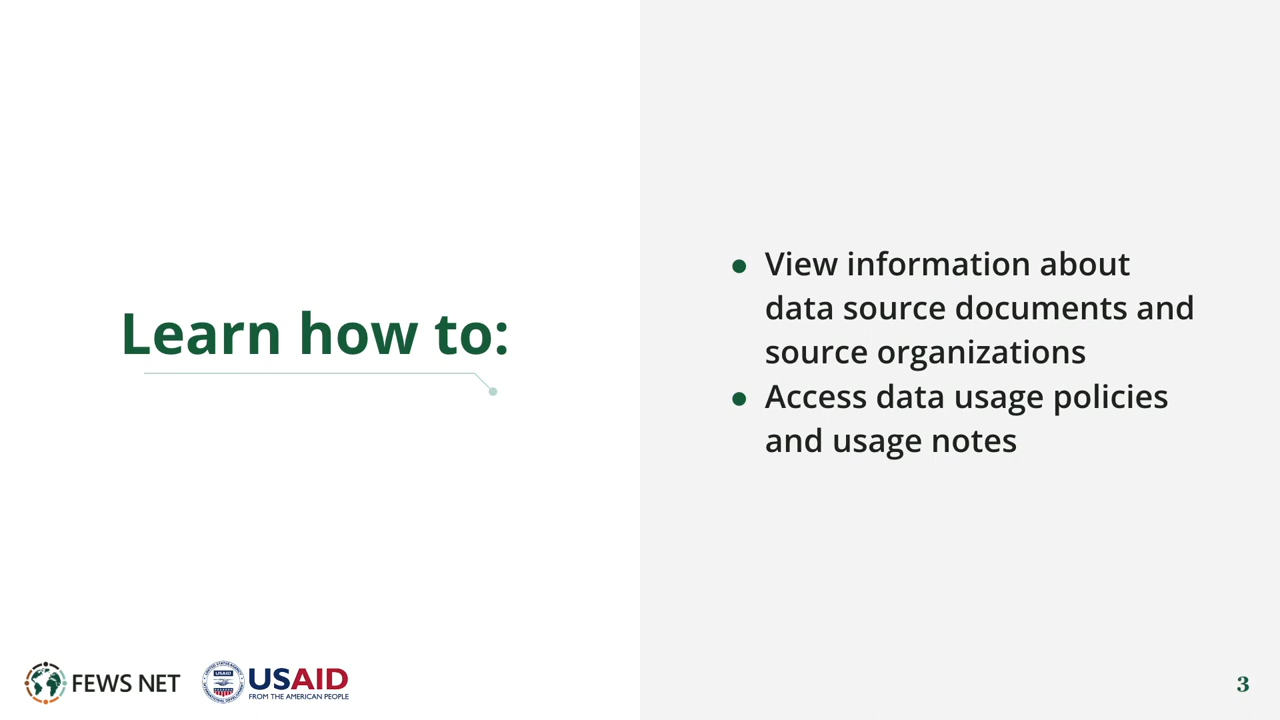 Learn how to:
● View information about
data source documents and
source organizations
● Access data usage policies
and usage notes
FEWS NET
USAID
FROM THE AMERICAN PEOPLE
3